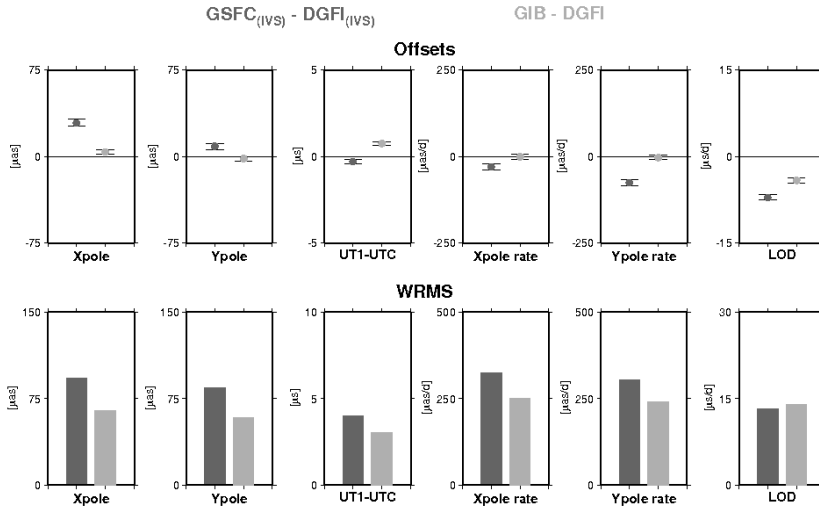 GSFC(IVS) - DGFI(IVS) GIB - DGFI
Offsets
75 75 5 250 250 15
[µas] [µas] [µs] [µas/d] [µas/d] [µs/d]
0 0 0 0 0 0
-75 -75 -5 -250 -250 -15
Xpole Ypole UT1-UTC Xpole rate Ypole rate LOD
WRMS
150 150 10 500 500 30
[µas] [µas] [µs] [µas/d] [µas/d] [µs/d]
75 75 5 250 250 15
0 0 0 0 0 0
Xpole Ypole UT1-UTC Xpole rate Ypole rate LOD